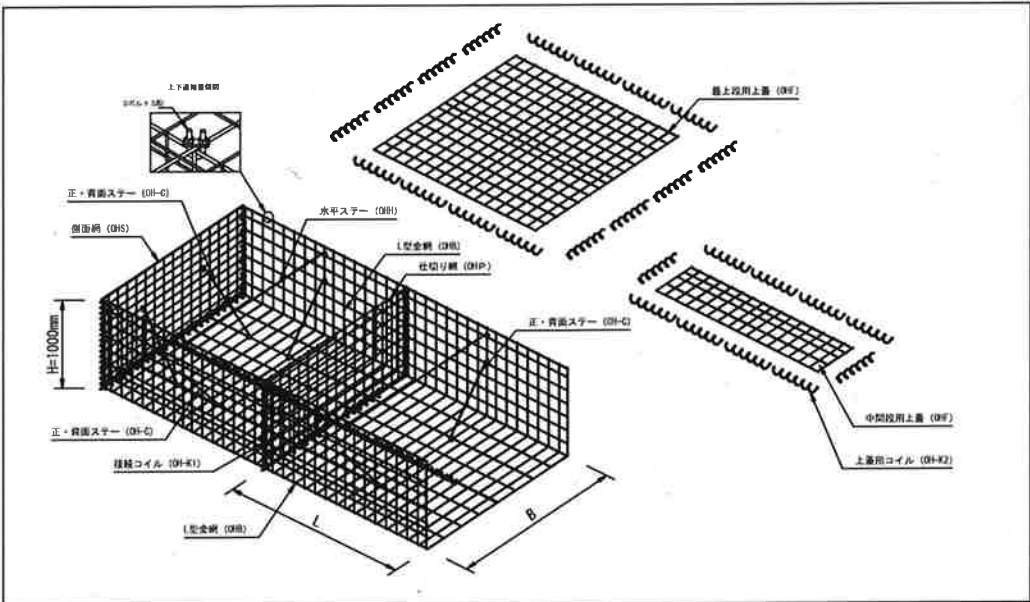 上下連結詳細図
最上段用上蓋 (OHF)
正・背面ステー (OH-C)
水平ステー (OHH)
側面網 (OHS)
L型金網 (OHB)
仕切り網 (OHP)
正・背面ステー (OH-C)
H=1000mm
中間段用上蓋 (OHF)
正・背面ステー (OH-C)
接続コイル (OH-K1)
上蓋用コイル (OH-K2)
L型金網 (OHB)
L
B